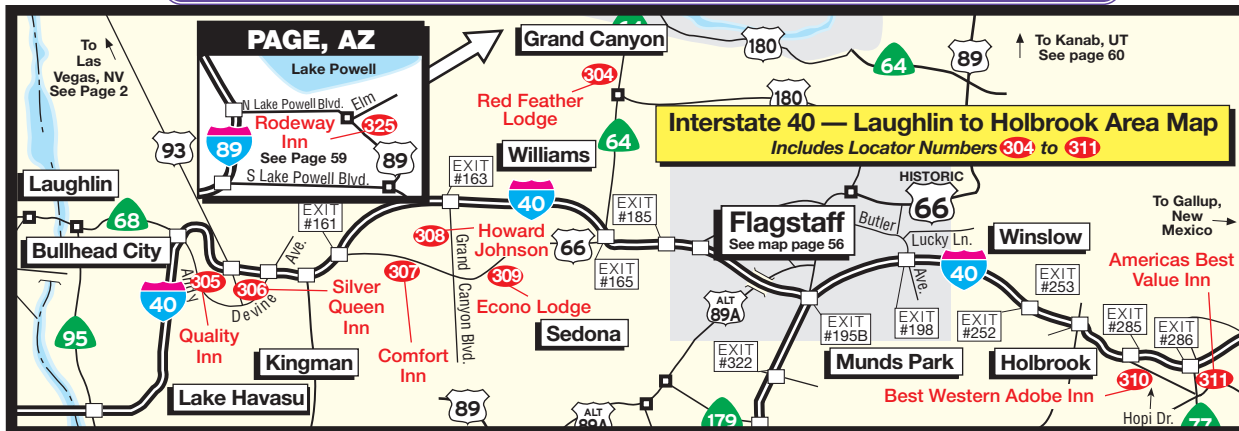 To
Las
Vegas, NV
See Page 2
PAGE, AZ
Lake Powell
N Lake Powell Blvd.
Elm
Rodeway
Inn
325
See Page 59
89
89
S Lake Powell Blvd.
93
Grand Canyon
64
180
64
89
To Kanab, UT
See page 60
304
Red Feather
Lodge
180
64
Interstate 40 — Laughlin to Holbrook Area Map
Includes Locator Numbers 304 to 311
Williams
EXIT
#163
40
EXIT
#185
HISTORIC
66
To Gallup,
New
Mexico
Laughlin
68
EXIT
#161
Bullhead City
Flagstaff
See map page 56
Butler
Ave.
Lucky Ln.
Winslow
308
Howard
Johnson
66
EXIT
#165
309
Econo Lodge
Grand Canyon Blvd.
307
Comfort
Inn
Ave.
Andy
Devine
305
Quality
Inn
306
Silver
Queen
Inn
40
40
EXIT
#253
Americas Best
Value Inn
ALT
89A
Sedona
EXIT
#195B
EXIT
#198
EXIT
#252
EXIT
#285
EXIT
#286
95
Kingman
EXIT
#322
Munds Park
Holbrook
310
311
Best Western Adobe Inn
Lake Havasu
89
ALT
89A
179
Hopi Dr.
77